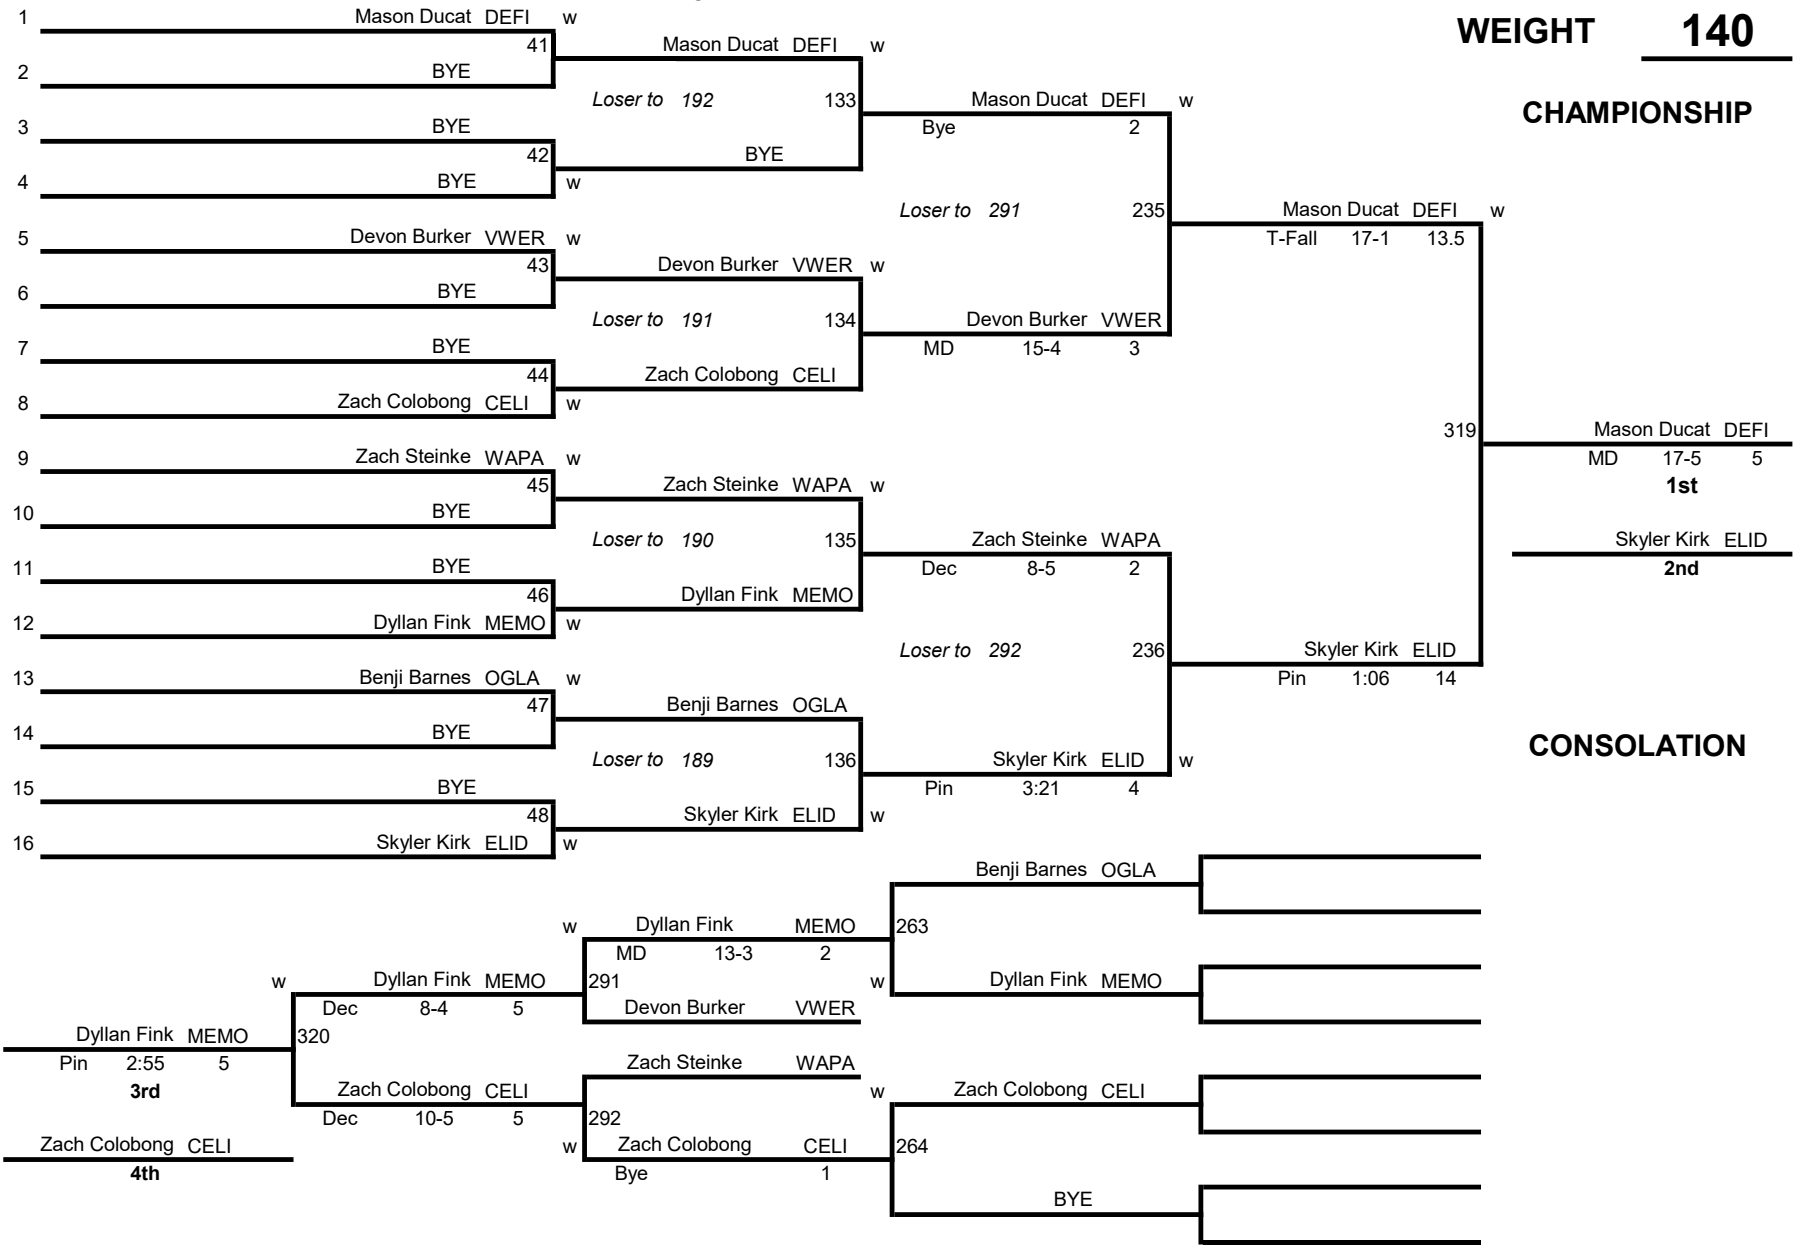 1 Mason Ducat DEFI w
WEIGHT 140
41 Mason Ducat DEFI w
2 BYE
Loser to 192 133 Mason Ducat DEFI w
CHAMPIONSHIP
3 BYE Bye 2
42 BYE
4 BYE w
Loser to 291 235 Mason Ducat DEFI w
5 Devon Burker VWER w T-Fall 17-1 13.5
43 Devon Burker VWER w
6 BYE
Loser to 191 134 Devon Burker VWER
7 BYE MD 15-4 3
44 Zach Colobong CELI
8 Zach Colobong CELI w
319 Mason Ducat DEFI
9 Zach Steinke WAPA w MD 17-5 5
45 Zach Steinke WAPA w 1st
10 BYE
Loser to 190 135 Zach Steinke WAPA Skyler Kirk ELID
11 BYE Dec 8-5 2 2nd
46 Dyllan Fink MEMO
12 Dyllan Fink MEMO w
Loser to 292 236 Skyler Kirk ELID
13 Benji Barnes OGLA w Pin 1:06 14
47 Benji Barnes OGLA
14 BYE
CONSOLATION
Loser to 189 136 Skyler Kirk ELID w
15 BYE Pin 3:21 4
48 Skyler Kirk ELID w
16 Skyler Kirk ELID w
Benji Barnes OGLA
w Dyllan Fink MEMO 263
MD 13-3 2
w Dyllan Fink MEMO 291 w Dyllan Fink MEMO
Dec 8-4 5 Devon Burker VWER
Dyllan Fink MEMO 320
Pin 2:55 5 Zach Steinke WAPA
3rd Zach Colobong CELI w Zach Colobong CELI
Dec 10-5 5 292
Zach Colobong CELI w Zach Colobong CELI 264
4th Bye 1
BYE